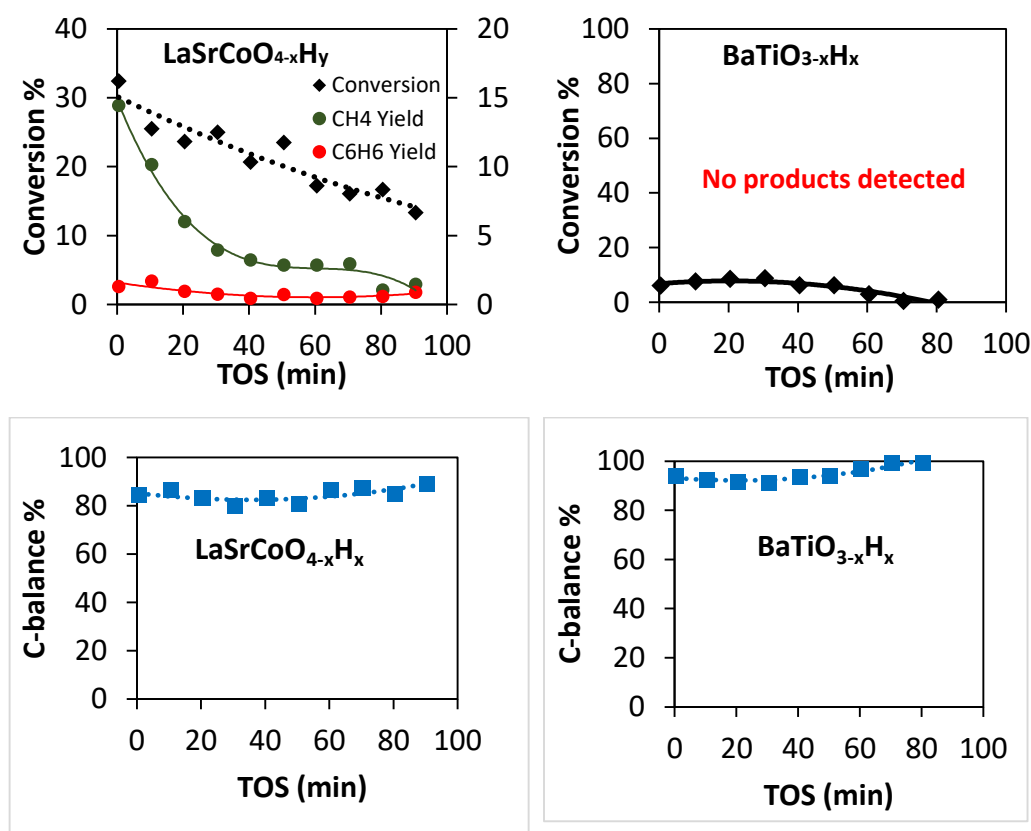 LaSrCoO4-xHy
Conversion %
40
30
20
10
0
20
15
10
5
0
Conversion
CH4 Yield
C6H6 Yield
0 20 40 60 80 100
TOS (min)
BaTiO3-xHx
Conversion %
100
80
60
40
20
0
No products detected
0 20 40 60 80 100
TOS (min)
C-balance %
100
80
60
40
20
0
LaSrCoO4-xHx
0 20 40 60 80 100
TOS (min)
C-balance %
100
80
60
40
20
0
BaTiO3-xHx
0 20 40 60 80 100
TOS (min)